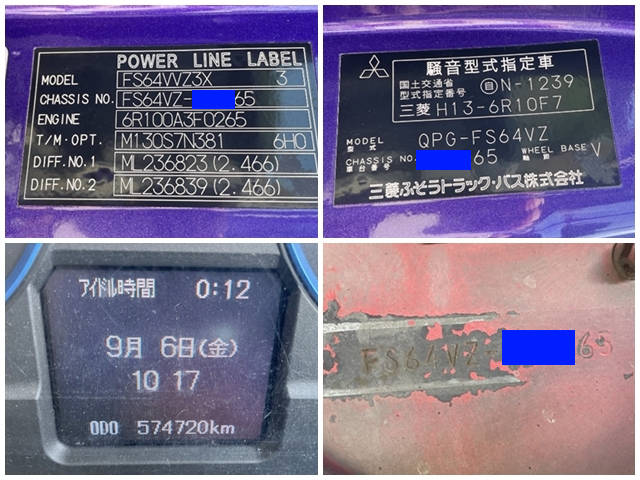 POWER LINE LABEL
MODEL FS64VVZ3X 3
CHASSIS NO. FS64VZ- 65
ENGINE 6R100A3F0265
T/M·OPT. M130S7N381 6H0
DIFF.NO.1 ML236823(2.466)
DIFF.NO.2 ML236839(2.466)
騒音型式指定車
国土交通省
型式指定番号 自N-1239
三菱 H13-6R10F7
MODEL
型式 QPG-FS64VZ
CHASSIS NO. 65 WHEEL BASE V
車台番号 軸距
三菱ふそうトラック・バス株式会社
アイドル時間 0:12
9月 6日(金)
10 17
ODO 574720km
FS64VZ- 65